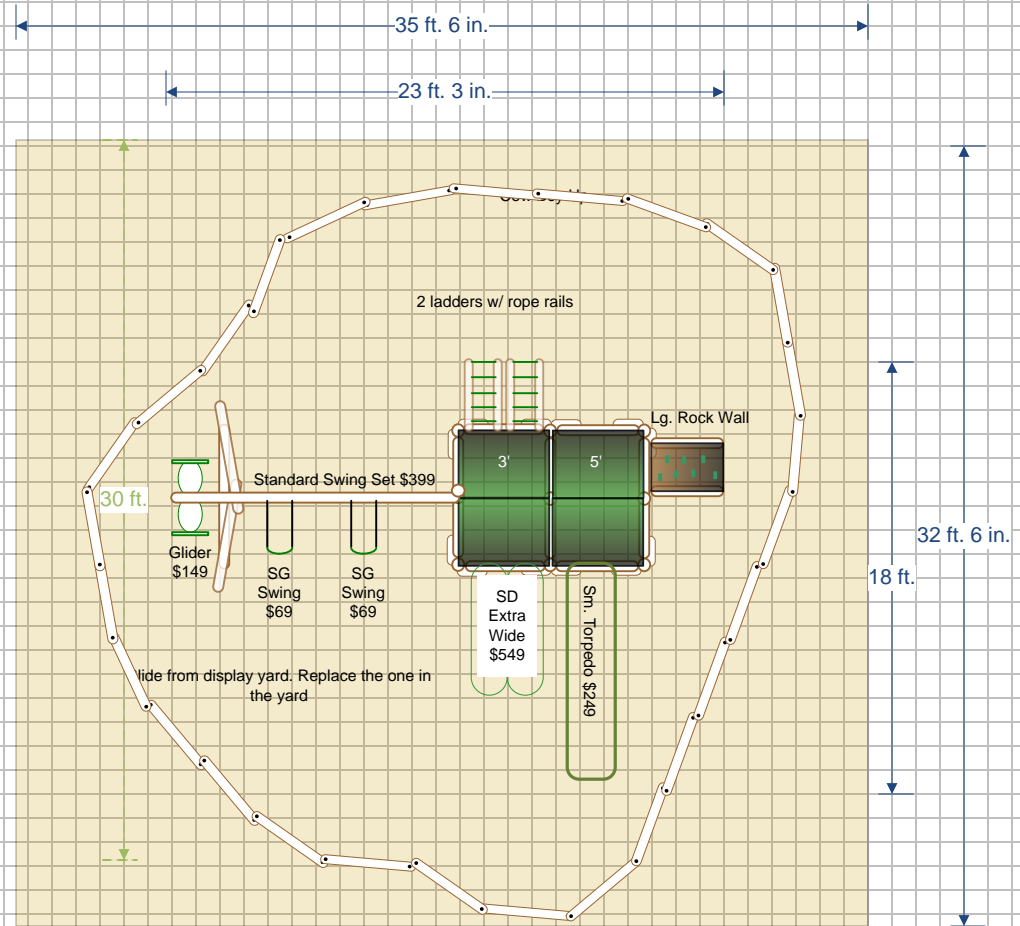 35 ft. 6 in.
23 ft. 3 in.
2 ladders w/ rope rails
Lg. Rock Wall
3'
5'
Standard Swing Set $399
30 ft.
32 ft. 6 in.
18 ft.
Glider
$149
SG
Swing
$69
SG
Swing
$69
SD
Extra
Wide
$549
Sm. Torpedo $249
lide from display yard. Replace the one in
the yard